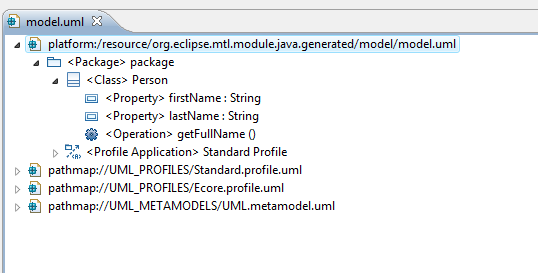 model.uml
platform:/resource/org.eclipse.mtl.module.java.generated/model/model.uml
<Package> package
<Class> Person
<Property> firstName : String
<Property> lastName : String
<Operation> getFullName ()
<Profile Application> Standard Profile
pathmap://UML_PROFILES/Standard.profile.uml
pathmap://UML_PROFILES/Ecore.profile.uml
pathmap://UML_METAMODELS/UML.metamodel.uml